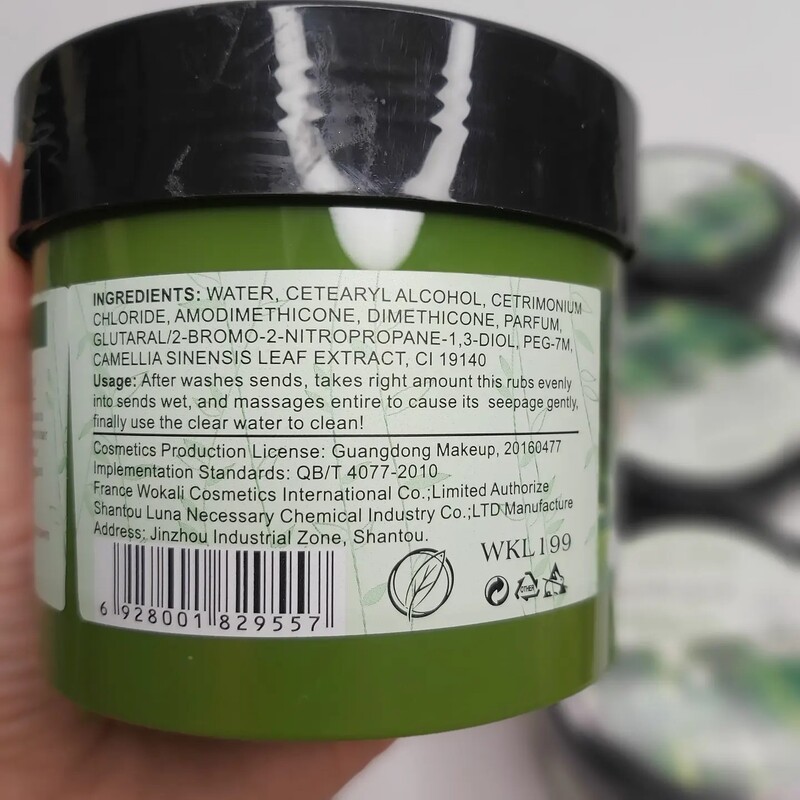 INGREDIENTS: WATER, CETEARYL ALCOHOL, CETRIMONIUM
CHLORIDE, AMODIMETHICONE, DIMETHICONE, PARFUM,
GLUTARAL/2-BROMO-2-NITROPROPANE-1,3-DIOL, PEG-7M,
CAMELLIA SINENSIS LEAF EXTRACT, CI 19140
Usage: After washes sends, takes right amount this rubs evenly
into sends wet, and massages entire to cause its seepage gently,
finally use the clear water to clean!
Cosmetics Production License: Guangdong Makeup, 20160477
Implementation Standards: QB/T 4077-2010
France Wokali Cosmetics International Co.;Limited Authorize
Shantou Luna Necessary Chemical Industry Co.;LTD Manufacture
Address: Jinzhou Industrial Zone, Shantou.
WKL199
OTHER
6 928001 829557